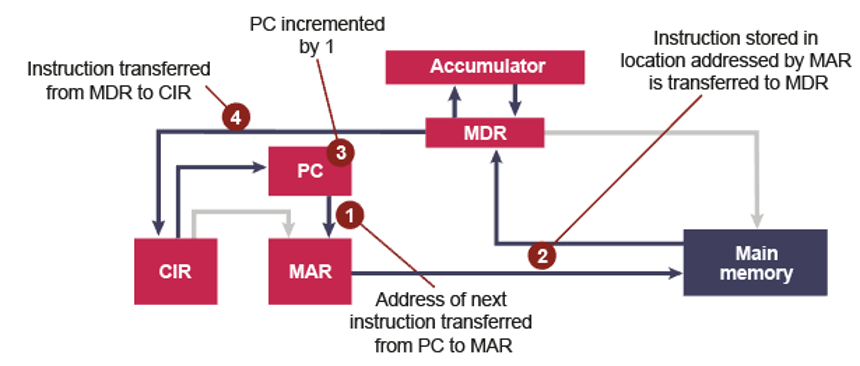 PC incremented
by 1
Instruction stored in
location addressed by MAR
is transferred to MDR
Instruction transferred
from MDR to CIR
Accumulator
4
MDR
3
PC
1
2
CIR
MAR
Main
memory
Address of next
instruction transferred
from PC to MAR